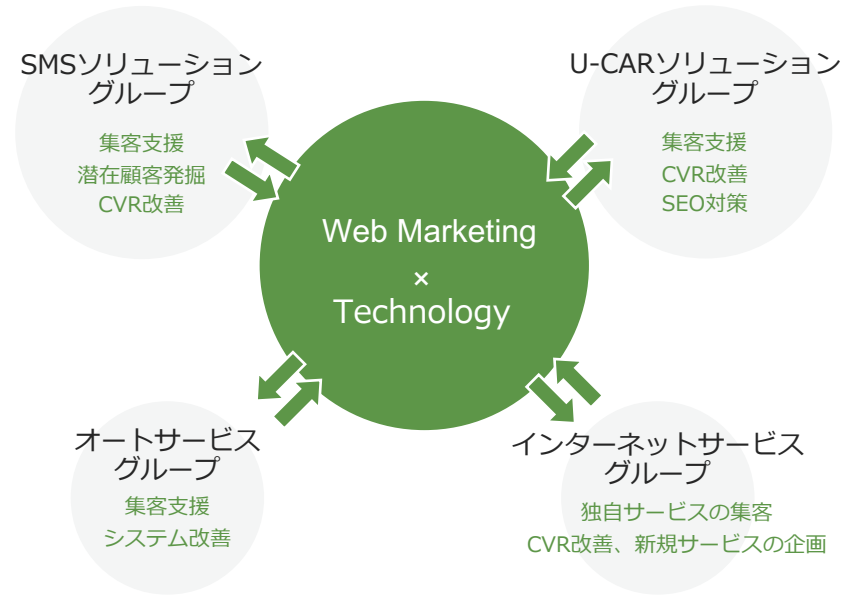 SMSソリューション
グループ
集客支援
潜在顧客発掘
CVR改善
U-CARソリューション
グループ
集客支援
CVR改善
SEO対策
Web Marketing
×
Technology
オートサービス
グループ
集客支援
システム改善
インターネットサービス
グループ
独自サービスの集客
CVR改善、新規サービスの企画